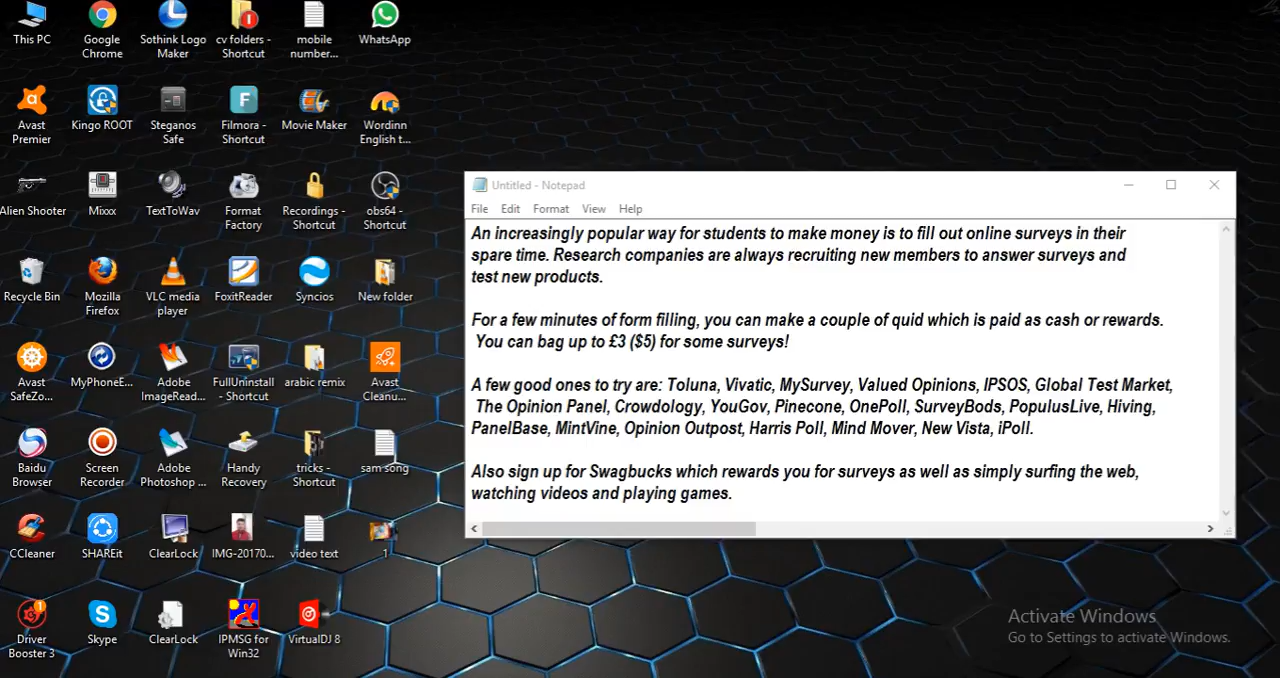 This PC
Google
Chrome
Sothink Logo
Maker
cv folders -
Shortcut
mobile
number...
WhatsApp
Avast
Premier
Kingo ROOT
Steganos
Safe
Filmora -
Shortcut
Movie Maker
Wordinn
English t...
Alien Shooter
Mixxx
TextToWav
Format
Factory
Recordings -
Shortcut
obs64 -
Shortcut
Recycle Bin
Mozilla
Firefox
VLC media
player
FoxitReader
Syncios
New folder
Avast
SafeZo...
MyPhoneE...
Adobe
ImageRead...
FullUninstall
- Shortcut
arabic remix
Avast
Cleanu...
Baidu
Browser
Screen
Recorder
Adobe
Photoshop ...
Handy
Recovery
tricks -
Shortcut
sam song
CCleaner
SHAREit
ClearLock
IMG-20170...
video text
1
Driver
Booster 3
Skype
ClearLock
IPMSG for
Win32
VirtualDJ 8
Untitled - Notepad
File Edit Format View Help
An increasingly popular way for students to make money is to fill out online surveys in their
spare time. Research companies are always recruiting new members to answer surveys and
test new products.
For a few minutes of form filling, you can make a couple of quid which is paid as cash or rewards.
You can bag up to £3 ($5) for some surveys!
A few good ones to try are: Toluna, Vivatic, MySurvey, Valued Opinions, IPSOS, Global Test Market,
The Opinion Panel, Crowdology, YouGov, Pinecone, OnePoll, SurveyBods, PopulusLive, Hiving,
PanelBase, MintVine, Opinion Outpost, Harris Poll, Mind Mover, New Vista, iPoll.
Also sign up for Swagbucks which rewards you for surveys as well as simply surfing the web,
watching videos and playing games.
Activate Windows
Go to Settings to activate Windows.